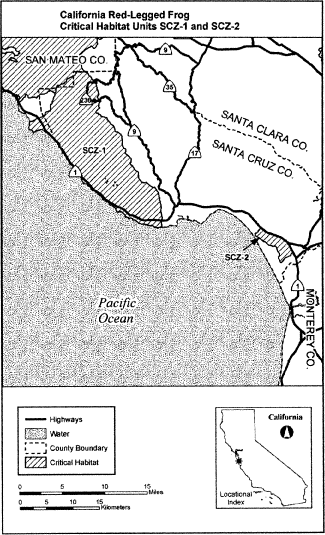 California Red-Legged Frog
Critical Habitat Units SCZ-1 and SCZ-2
SAN MATEO CO.
9
35
236
SANTA CLARA CO.
SANTA CRUZ CO.
9
SCZ-1
17
1
SCZ-2
1
MONTEREY CO.
Pacific
Ocean
Highways
Water
County Boundary
Critical Habitat
California
Locational
Index
0 5 10 15
Miles
0 5 10 15
Kilometers